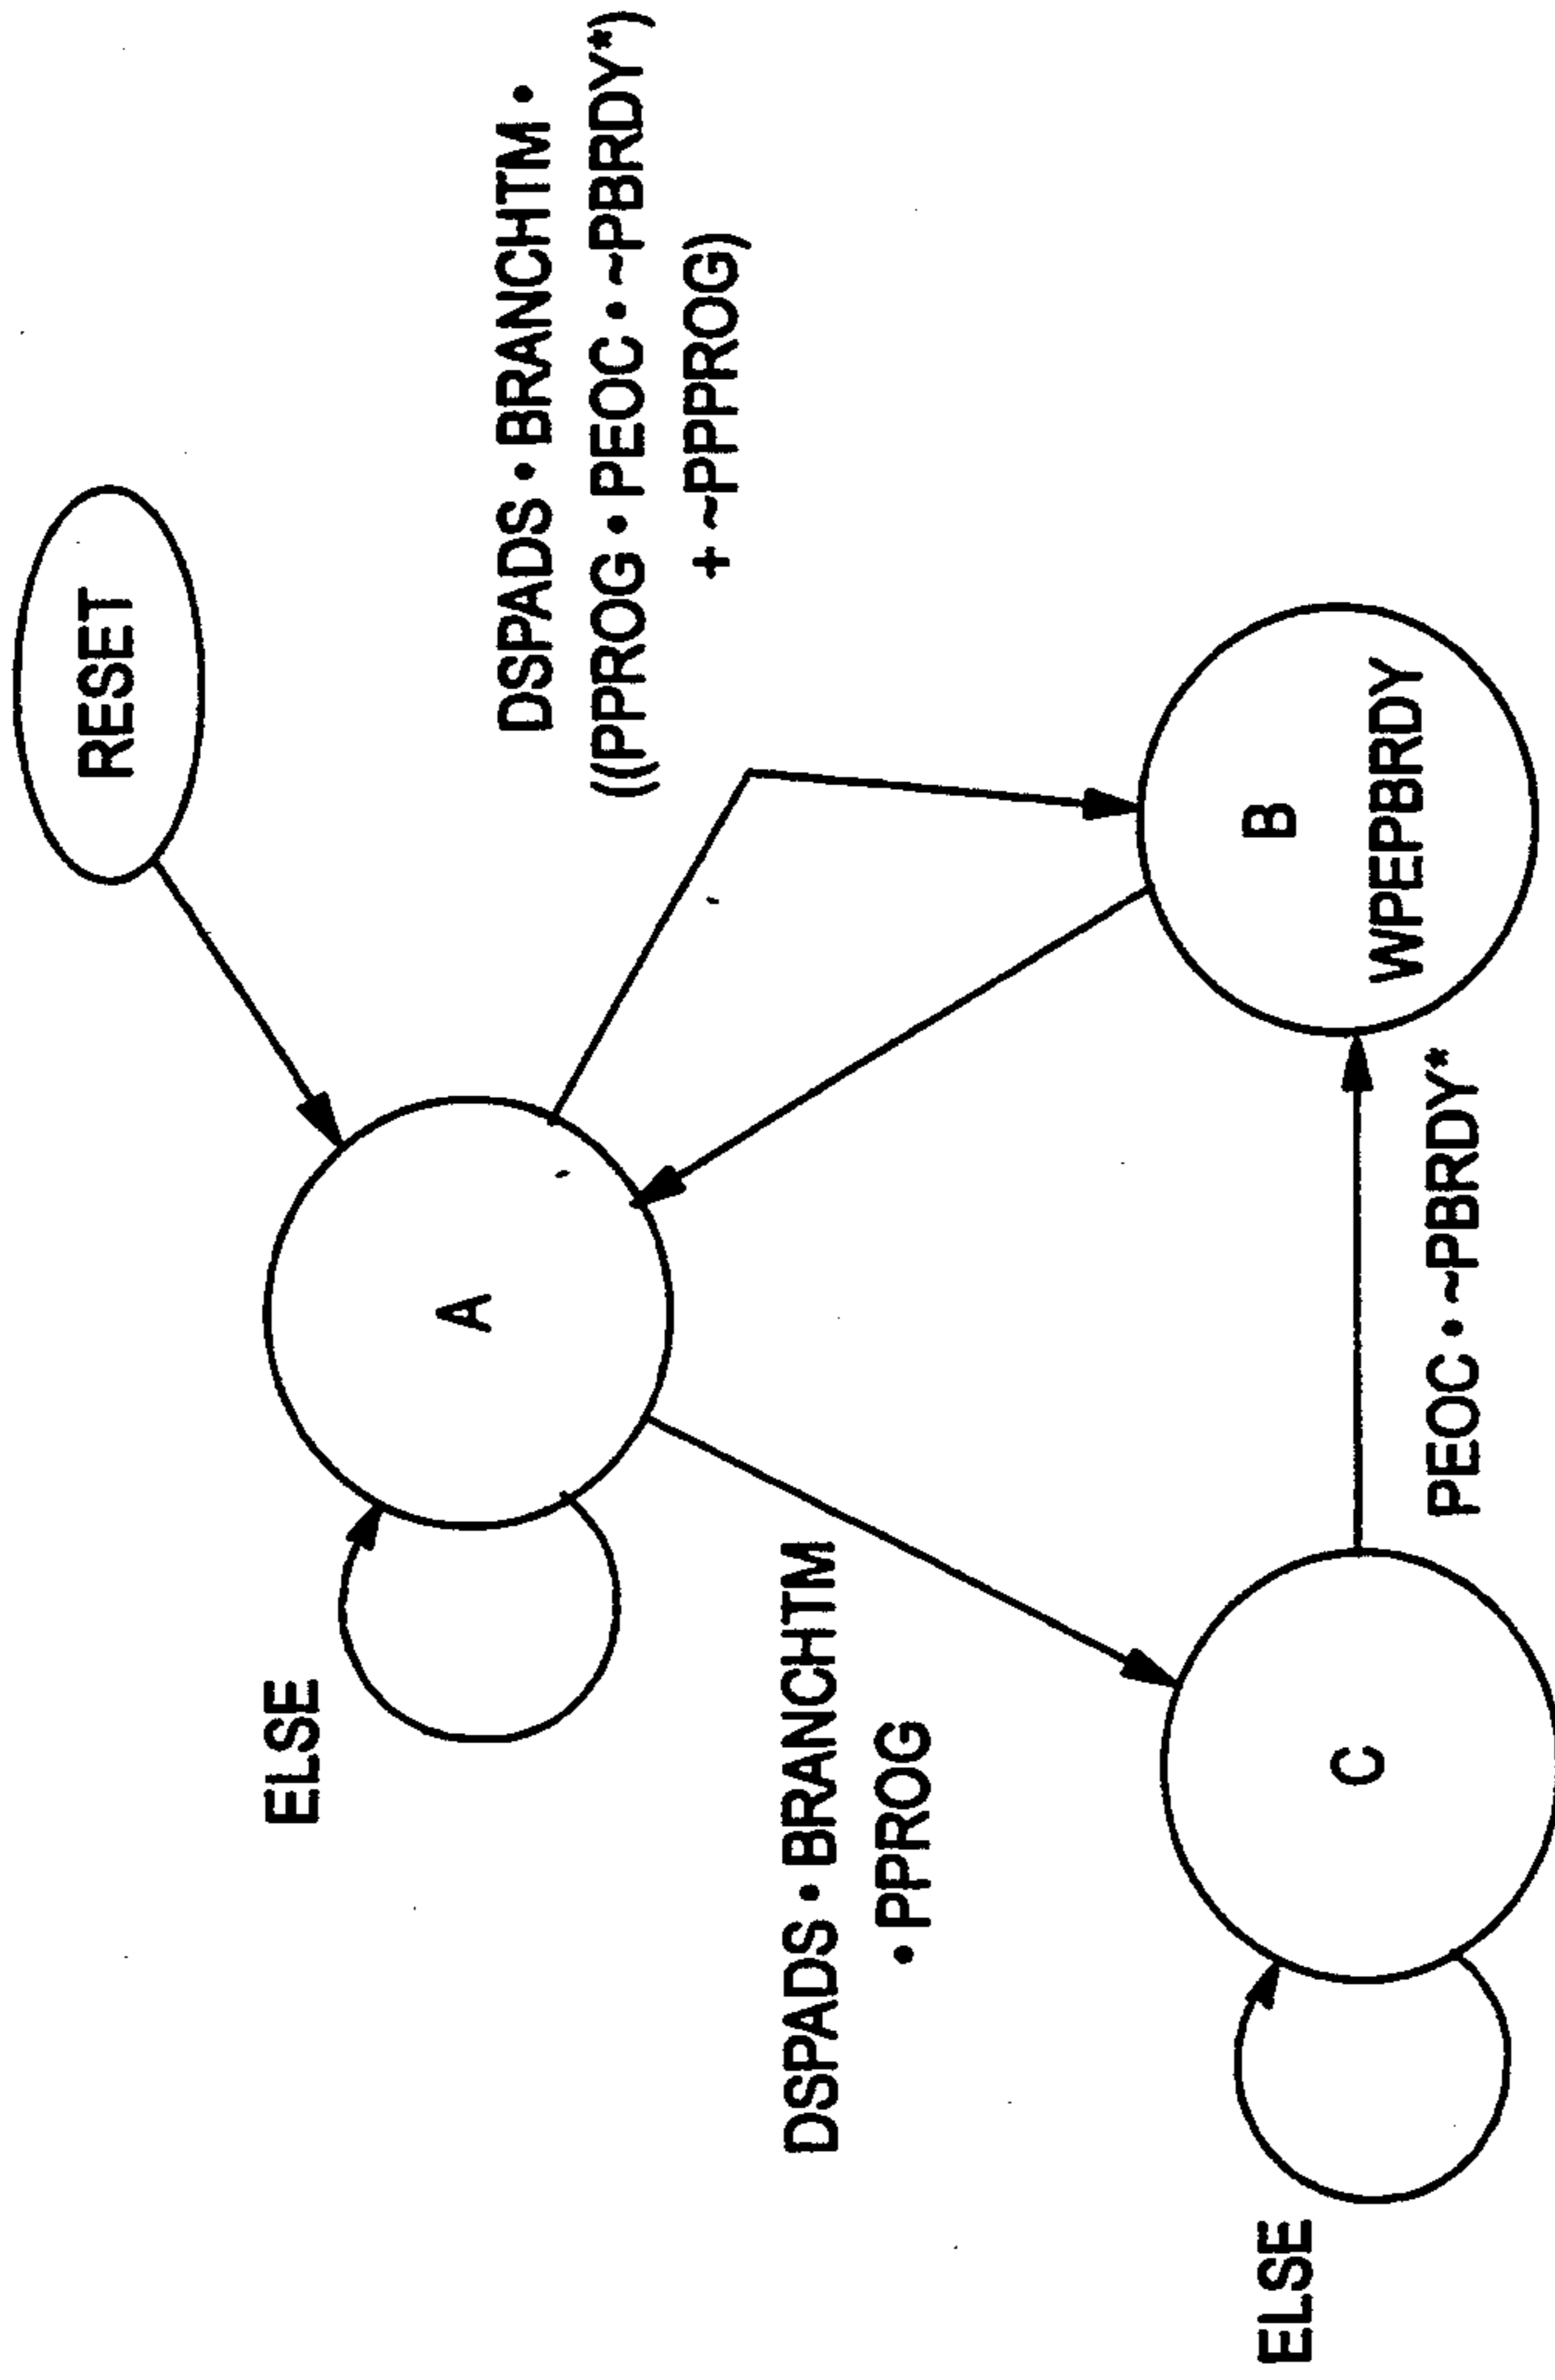 RESET
ELSE
A
DSPADS • BRANCHTM •
((PPROG • PEOC • ~PBRDY*)
+ ~PPPROG)
DSPADS • BRANCHTM
• PPROG
B
WPEPBRDY
ELSE
C
PEOC • ~PBRDY*